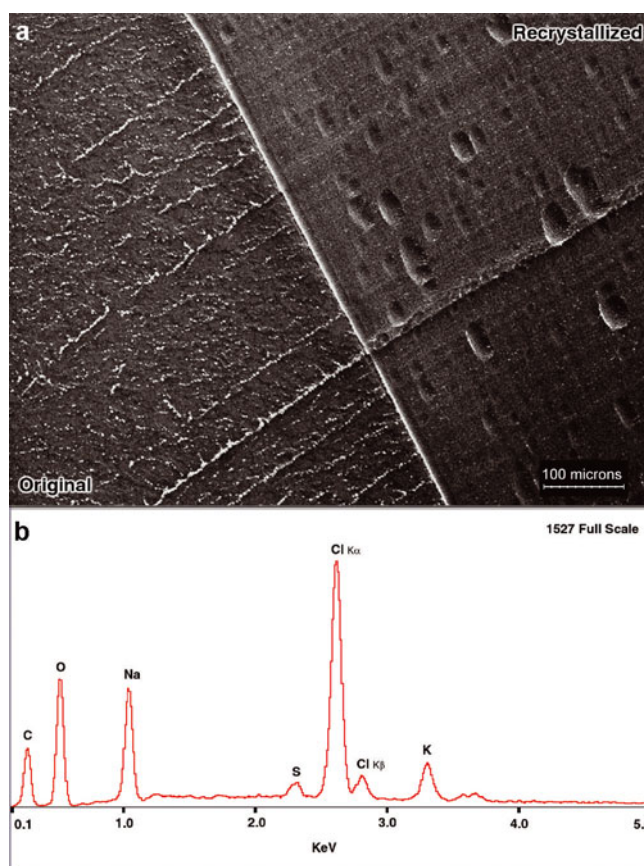 a
Recrystallized
Original
100 microns
b
1527 Full Scale
Cl Kα
O
Na
C
S
Cl Kβ
K
0.1 1.0 2.0 3.0 4.0 5.
KeV